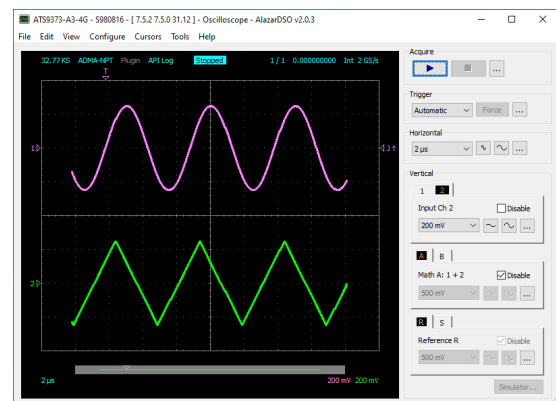 ATS9373-A3-4G - S980816 - [ 7.5.2 7.5.0 31.12 ] - Oscilloscope - AlazarDSO v2.0.3
File Edit View Configure Cursors Tools Help
32.77 KS ADMA-NPT Plugin API Log Stopped 1 / 1 0.000000000 Int 2 GS/s
T
1
J
2
2 µs 200 mV 200 mV
Acquire
...
Trigger
Automatic Force ...
Horizontal
2 µs ...
Vertical
1 2
Input Ch 2 Disable
200 mV ...
A B
Math A: 1 + 2 Disable
500 mV ...
R S
Reference R Disable
500 mV ...
Simulator...